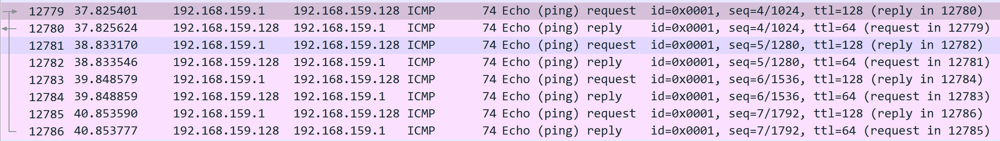 12779 37.825401 192.168.159.1 192.168.159.128 ICMP 74 Echo (ping) request id=0x0001, seq=4/1024, ttl=128 (reply in 12780)
12780 37.825624 192.168.159.128 192.168.159.1 ICMP 74 Echo (ping) reply id=0x0001, seq=4/1024, ttl=64 (request in 12779)
12781 38.833170 192.168.159.1 192.168.159.128 ICMP 74 Echo (ping) request id=0x0001, seq=5/1280, ttl=128 (reply in 12782)
12782 38.833546 192.168.159.128 192.168.159.1 ICMP 74 Echo (ping) reply id=0x0001, seq=5/1280, ttl=64 (request in 12781)
12783 39.848579 192.168.159.1 192.168.159.128 ICMP 74 Echo (ping) request id=0x0001, seq=6/1536, ttl=128 (reply in 12784)
12784 39.848859 192.168.159.128 192.168.159.1 ICMP 74 Echo (ping) reply id=0x0001, seq=6/1536, ttl=64 (request in 12783)
12785 40.853590 192.168.159.1 192.168.159.128 ICMP 74 Echo (ping) request id=0x0001, seq=7/1792, ttl=128 (reply in 12786)
12786 40.853777 192.168.159.128 192.168.159.1 ICMP 74 Echo (ping) reply id=0x0001, seq=7/1792, ttl=64 (request in 12785)